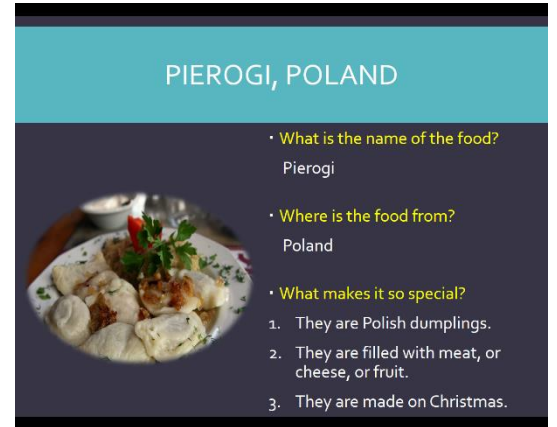 PIEROGI, POLAND
· What is the name of the food?
Pierogi
· Where is the food from?
Poland
· What makes it so special?
1. They are Polish dumplings.
2. They are filled with meat, or
cheese, or fruit.
3. They are made on Christmas.